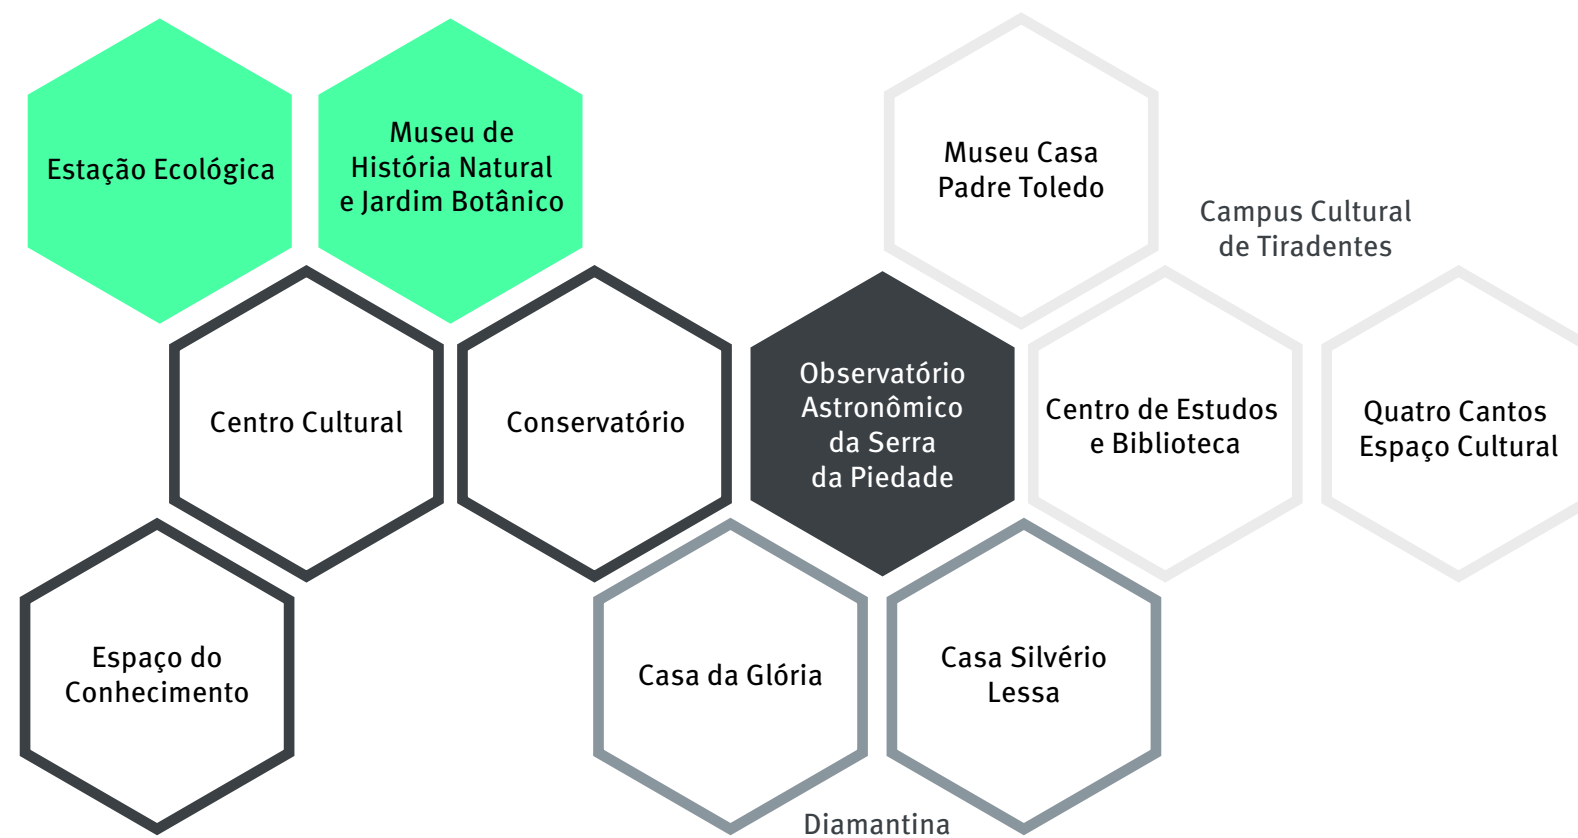 Estação Ecológica
Museu de
História Natural
e Jardim Botânico
Museu Casa
Padre Toledo
Campus Cultural
de Tiradentes
Centro Cultural
Conservatório
Observatório
Astronômico
da Serra
da Piedade
Centro de Estudos
e Biblioteca
Quatro Cantos
Espaço Cultural
Espaço do
Conhecimento
Casa da Glória
Casa Silvério
Lessa
Diamantina